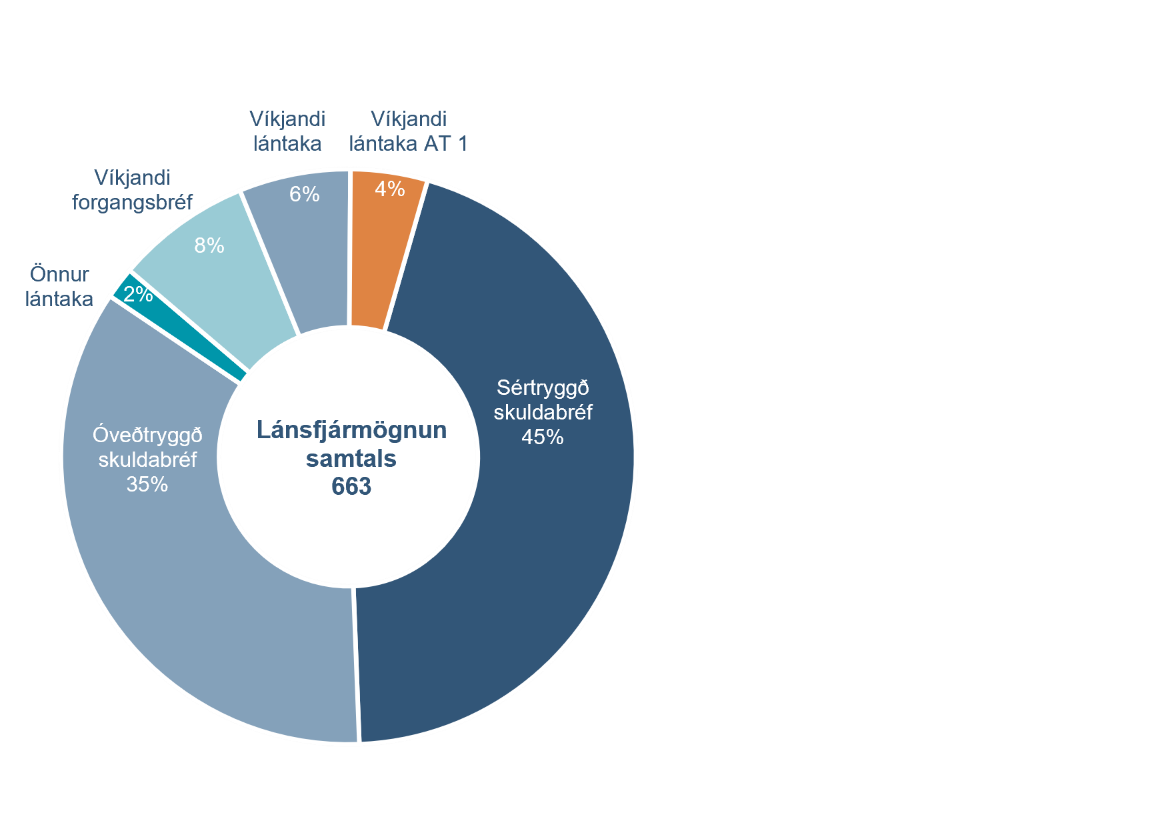 Víkjandi
lántaka
6%
Víkjandi
lántaka AT 1
4%
Víkjandi
forgangsbréf
8%
Önnur
lántaka
2%
Sértryggð
skuldabréf
45%
Óveðtryggð
skuldabréf
35%
Lánsfjármögnun
samtals
663